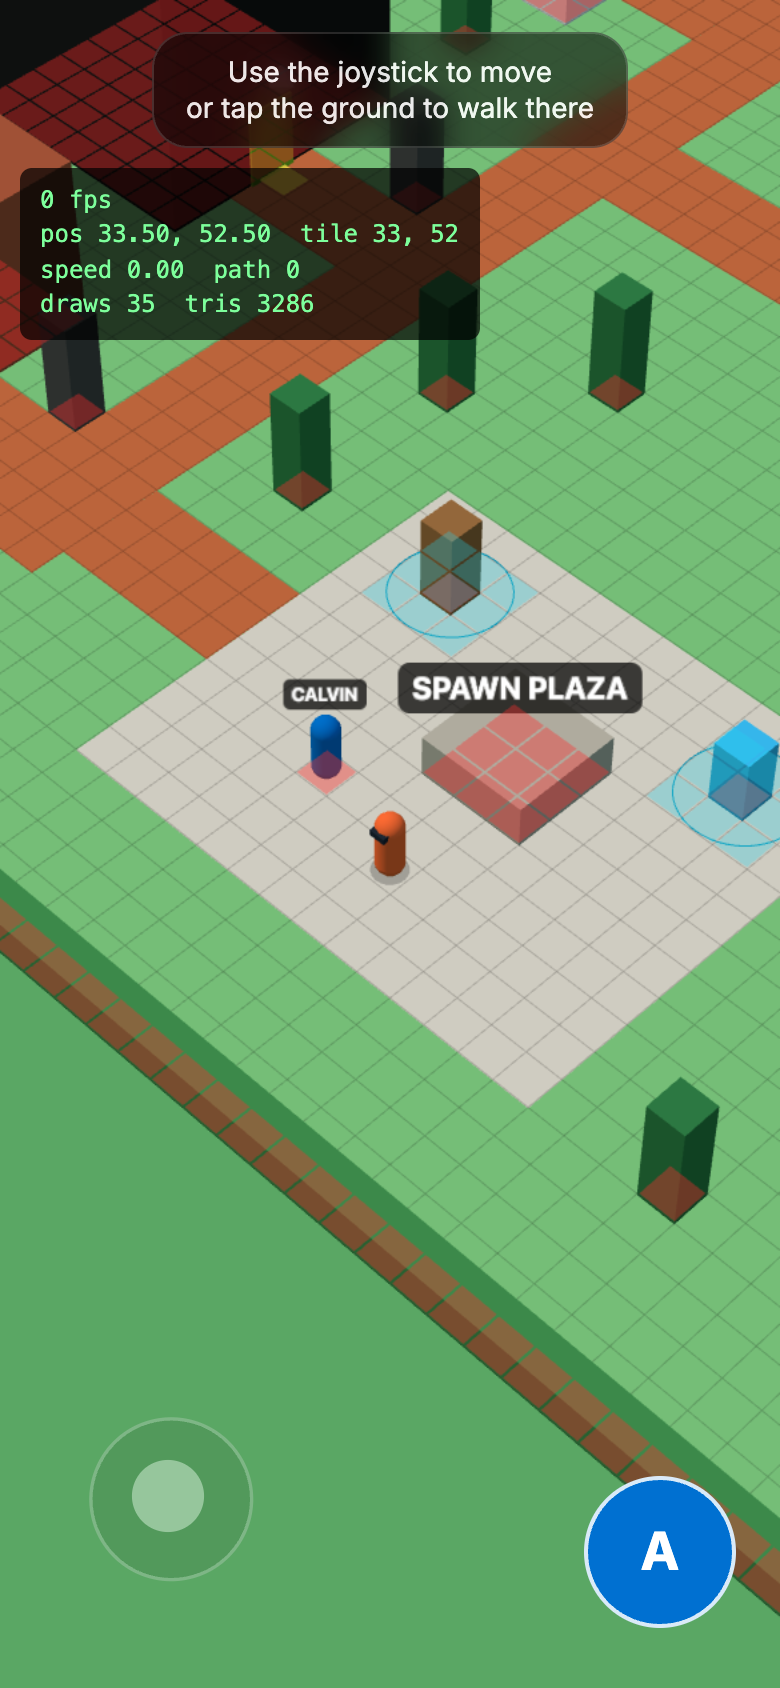 Use the joystick to move
or tap the ground to walk there
0 fps
pos 33.50, 52.50  tile 33, 52
speed 0.00  path 0
draws 35  tris 3286
CALVIN
SPAWN PLAZA
A